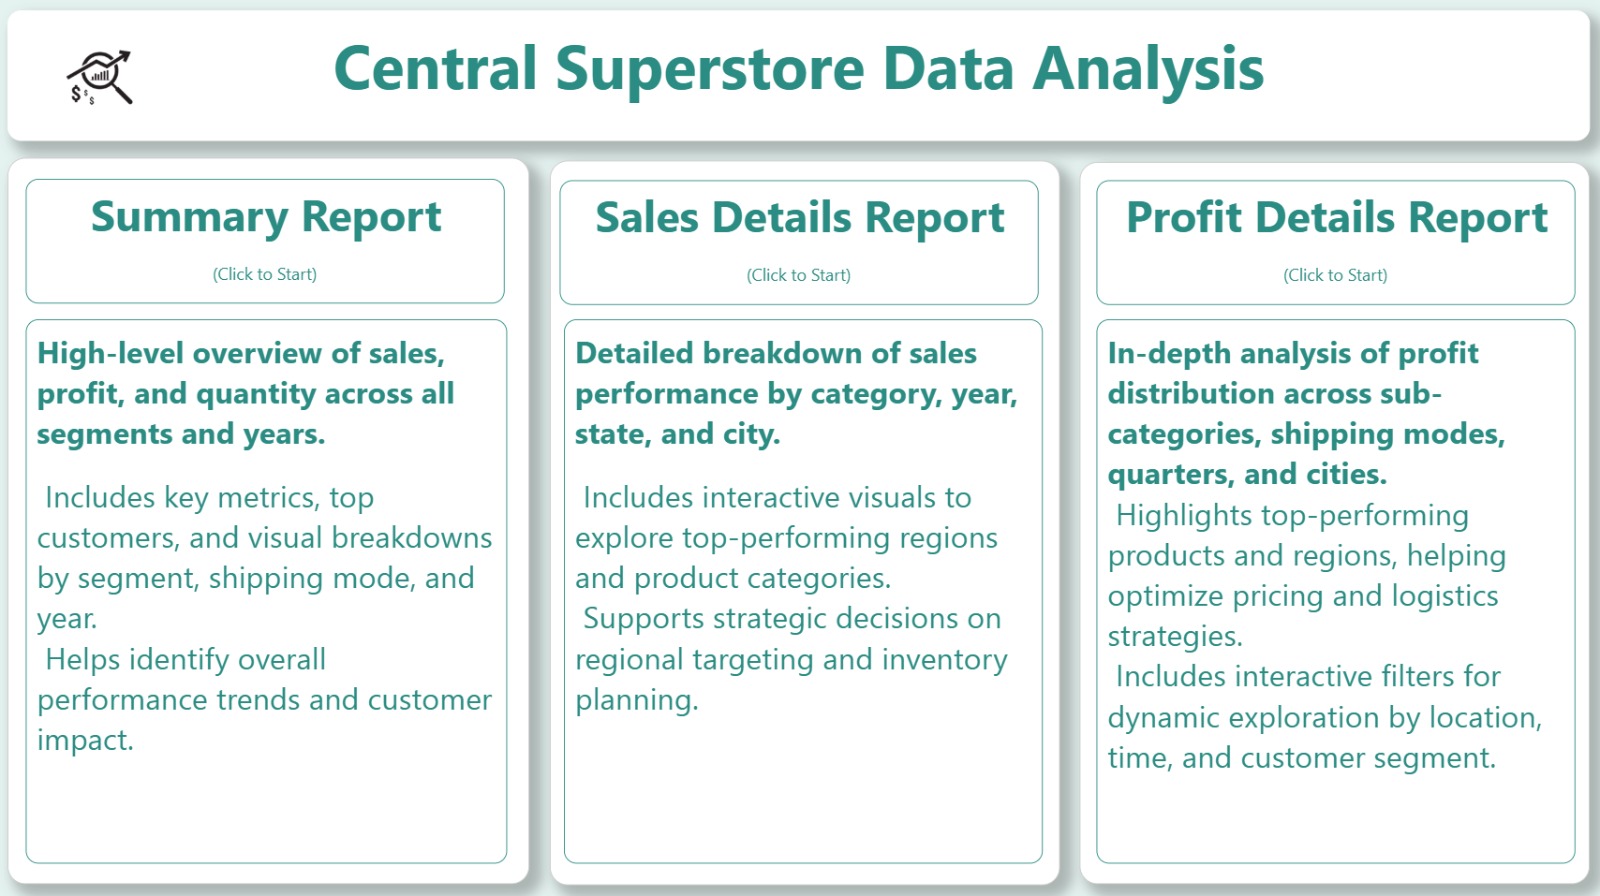 Central Superstore Data Analysis
$ $ $
Summary Report
(Click to Start)
High-level overview of sales,
profit, and quantity across all
segments and years.
Includes key metrics, top
customers, and visual breakdowns
by segment, shipping mode, and
year.
Helps identify overall
performance trends and customer
impact.
Sales Details Report
(Click to Start)
Detailed breakdown of sales
performance by category, year,
state, and city.
Includes interactive visuals to
explore top-performing regions
and product categories.
Supports strategic decisions on
regional targeting and inventory
planning.
Profit Details Report
(Click to Start)
In-depth analysis of profit
distribution across sub-
categories, shipping modes,
quarters, and cities.
Highlights top-performing
products and regions, helping
optimize pricing and logistics
strategies.
Includes interactive filters for
dynamic exploration by location,
time, and customer segment.